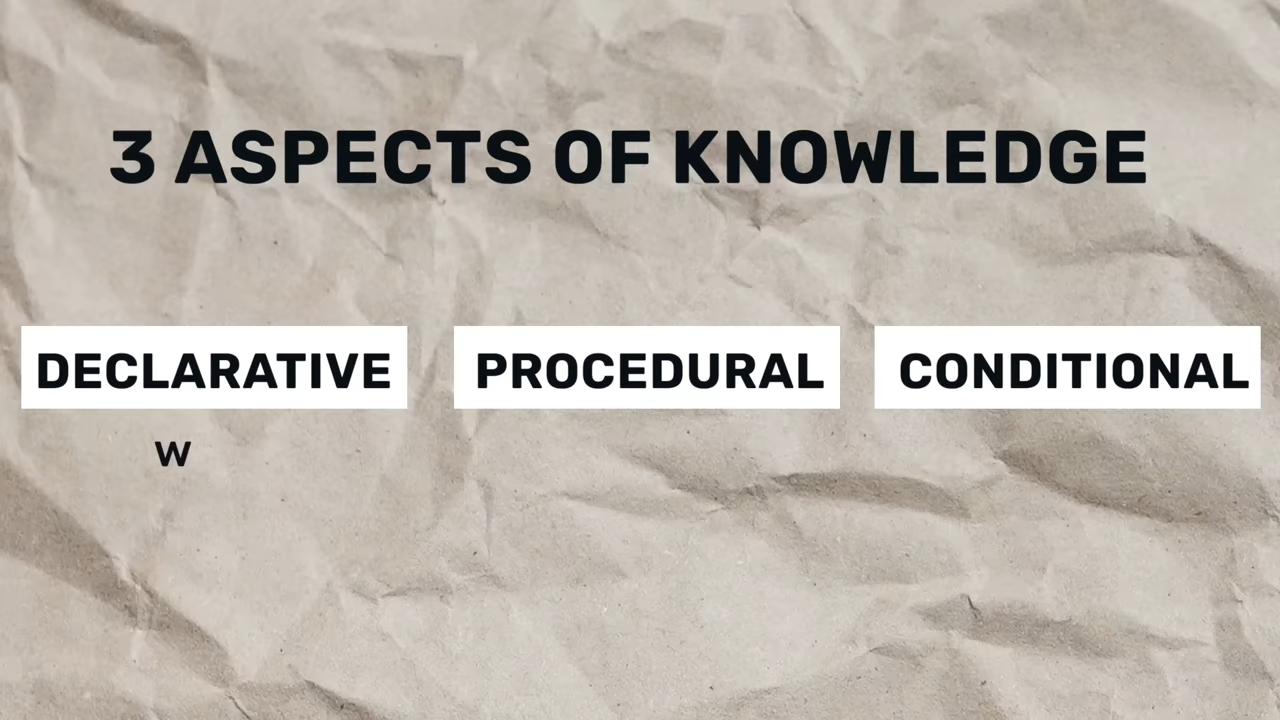 3 ASPECTS OF KNOWLEDGE
DECLARATIVE PROCEDURAL CONDITIONAL
W